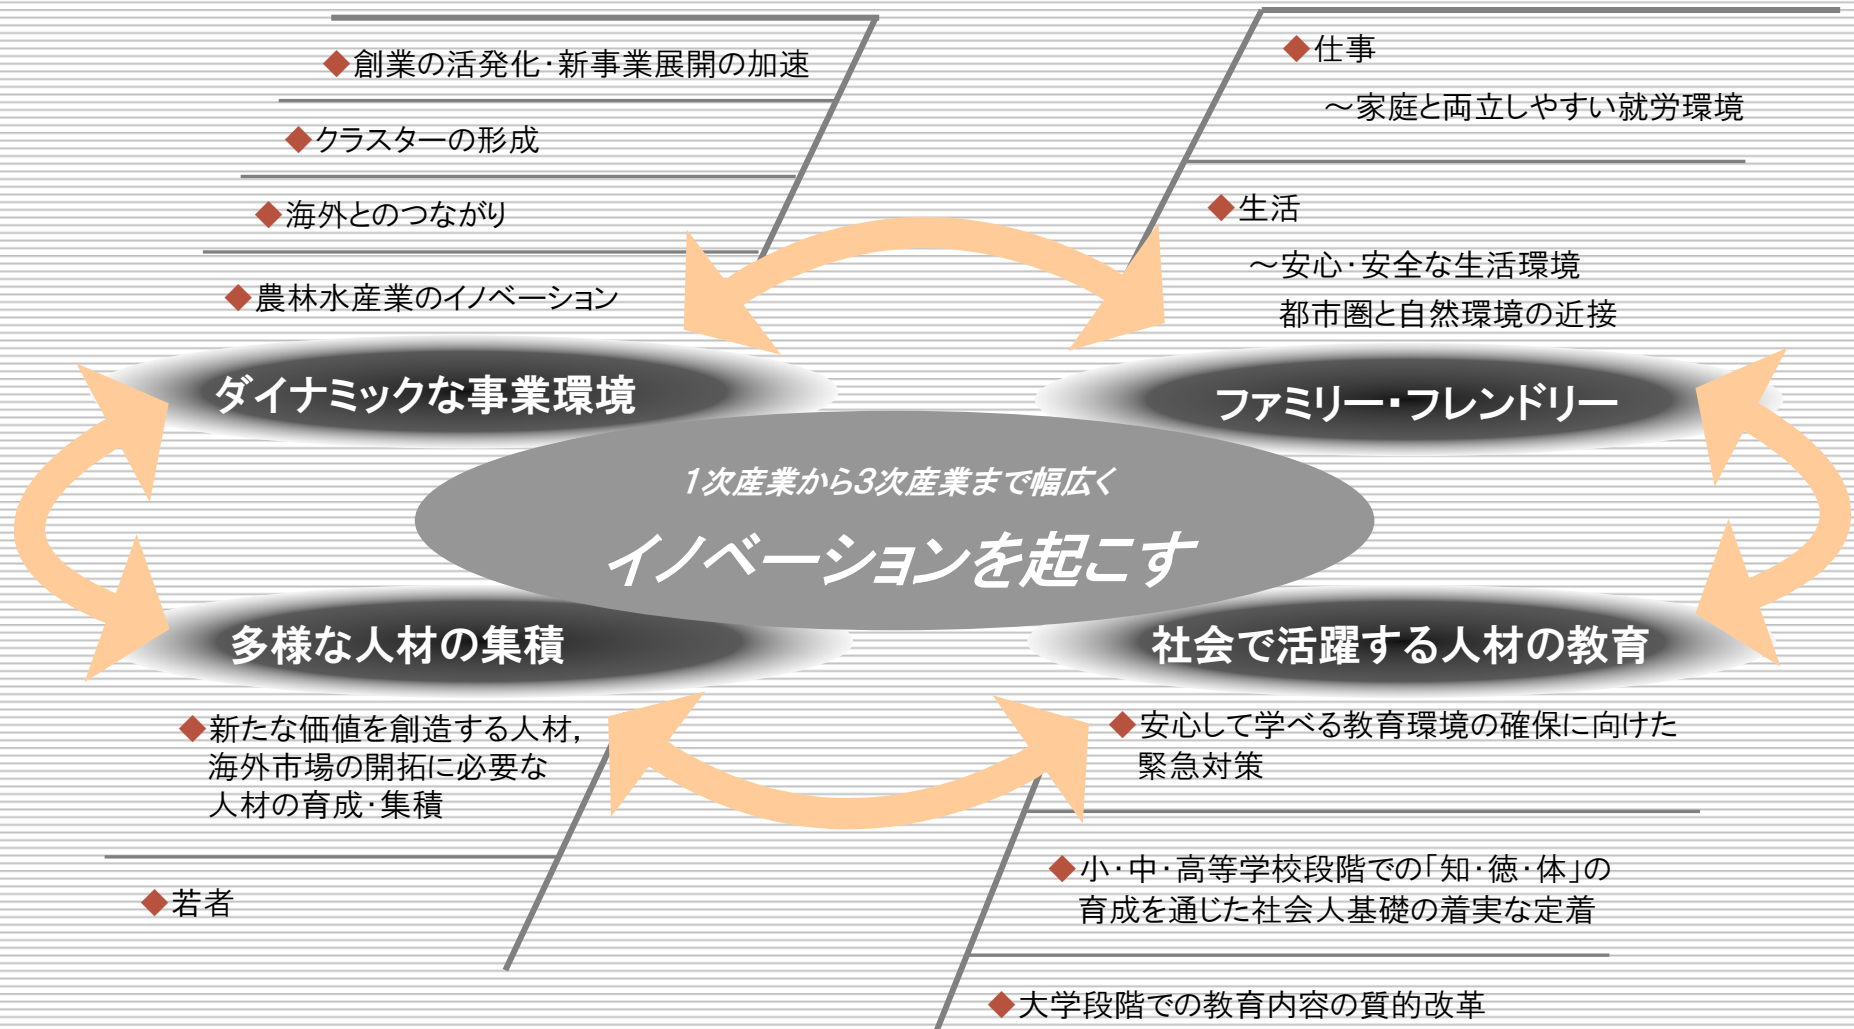 ◆創業の活発化・新事業展開の加速
◆クラスターの形成
◆海外とのつながり
◆農林水産業のイノベーション
ダイナミックな事業環境
◆仕事
～家庭と両立しやすい就労環境
◆生活
～安心・安全な生活環境
都市圏と自然環境の近接
ファミリー・フレンドリー
1次産業から3次産業まで幅広く
イノベーションを起こす
多様な人材の集積
◆新たな価値を創造する人材，
海外市場の開拓に必要な
人材の育成・集積
◆若者
社会で活躍する人材の教育
◆安心して学べる教育環境の確保に向けた
緊急対策
◆小・中・高等学校段階での「知・徳・体」の
育成を通じた社会人基礎の着実な定着
◆大学段階での教育内容の質的改革